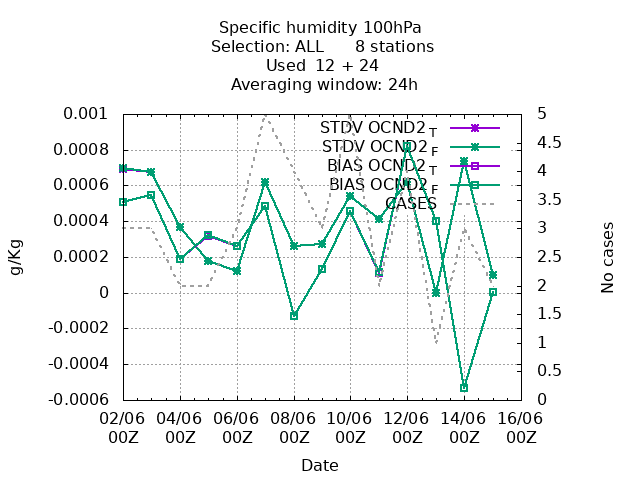 Specific humidity 100hPa
Selection: ALL 8 stations
Used 12 + 24
Averaging window: 24h
0.001
0.0008
0.0006
0.0004
0.0002
0
-0.0002
-0.0004
-0.0006
g/Kg
STDV OCND2 T
STDV OCND2 F
BIAS OCND2 T
BIAS OCND2 F
CASES
5
4.5
4
3.5
3
2.5
2
1.5
1
0.5
0
No cases
02/06 04/06 06/06 08/06 10/06 12/06 14/06 16/06
00Z 00Z 00Z 00Z 00Z 00Z 00Z 00Z
Date